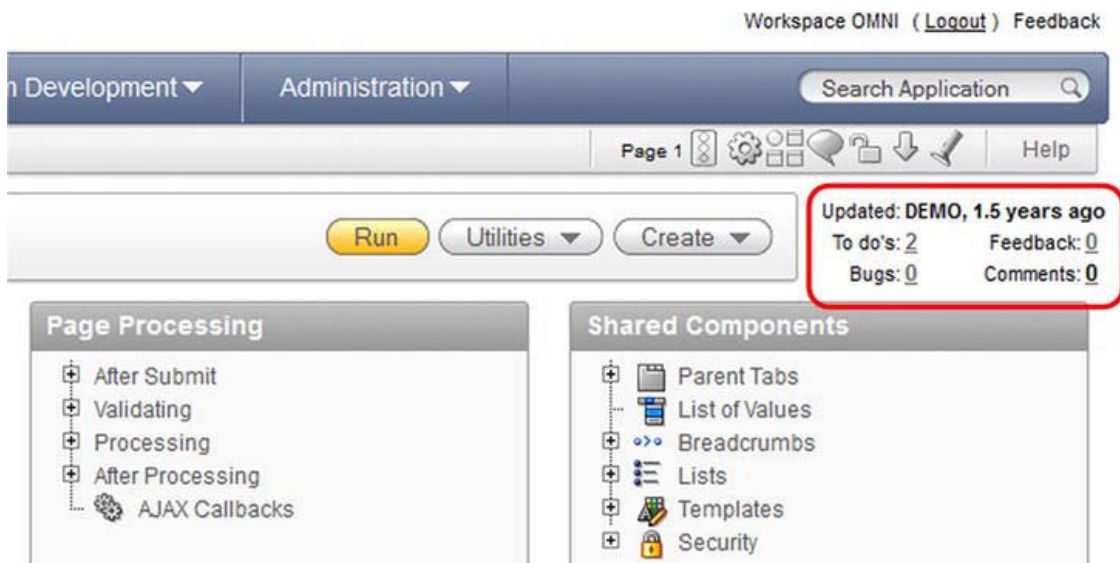 Workspace OMNI ( Logout ) Feedback
Development Administration Search Application
Page 1 Help
Run Utilities Create
Updated: DEMO, 1.5 years ago
To do's: 2 Feedback: 0
Bugs: 0 Comments: 0
Page Processing
After Submit
Validating
Processing
After Processing
AJAX Callbacks
Shared Components
Parent Tabs
List of Values
Breadcrumbs
Lists
Templates
Security